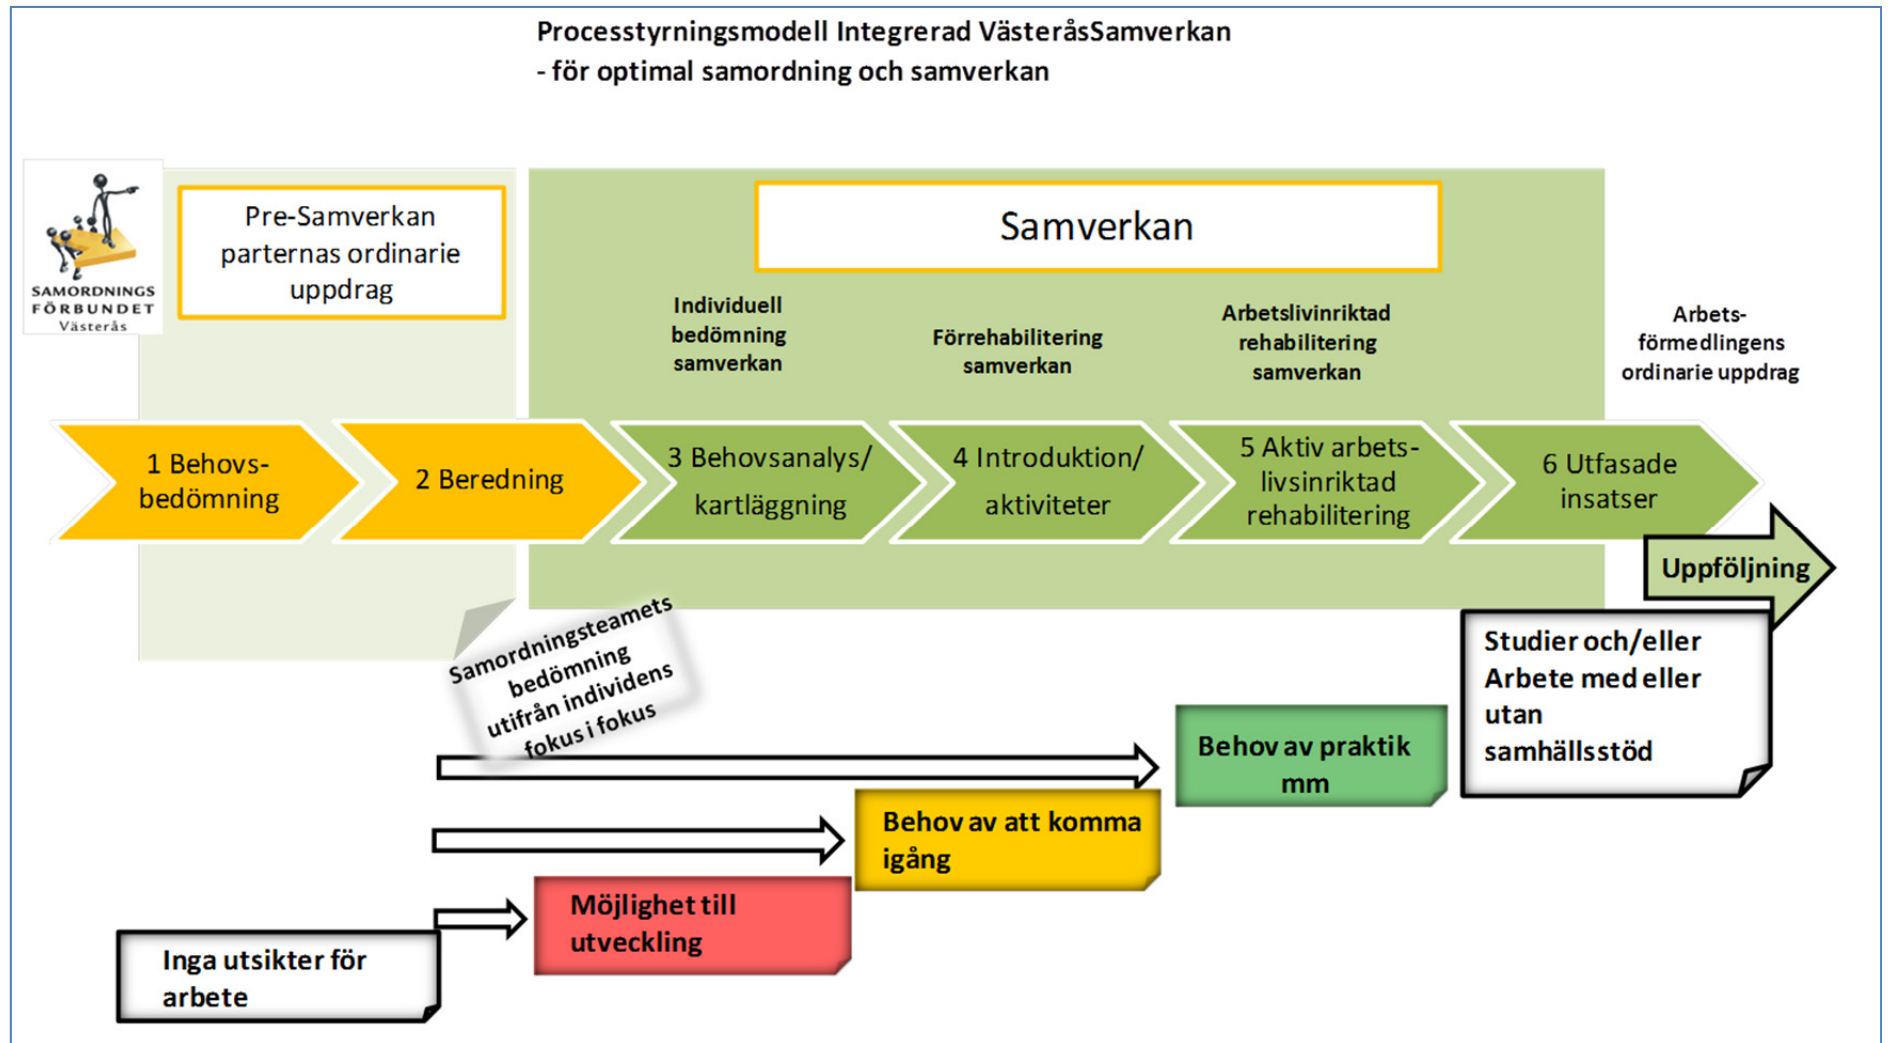 Processtyrningsmodell Integrerad VästeråsSamverkan
- för optimal samordning och samverkan
SAMORDNINGS
FÖRBUNDET
Västerås
Pre-Samverkan
parternas ordinarie
uppdrag
Samverkan
Individuell
bedömning
samverkan
Förrehabilitering
samverkan
Arbetslivinriktad
rehabilitering
samverkan
Arbets-
förmedlingens
ordinarie uppdrag
1 Behovs-
bedömning
2 Beredning
3 Behovsanalys/
kartläggning
4 Introduktion/
aktiviteter
5 Aktiv arbets-
livsinriktad
rehabilitering
6 Utfasade
insatser
Uppföljning
Samordningsteamets
bedömning
utifrån individens
fokus i fokus
Studier och/eller
Arbete med eller
utan
samhällsstöd
Behov av praktik
mm
Behov av att komma
igång
Möjlighet till
utveckling
Inga utsikter för
arbete